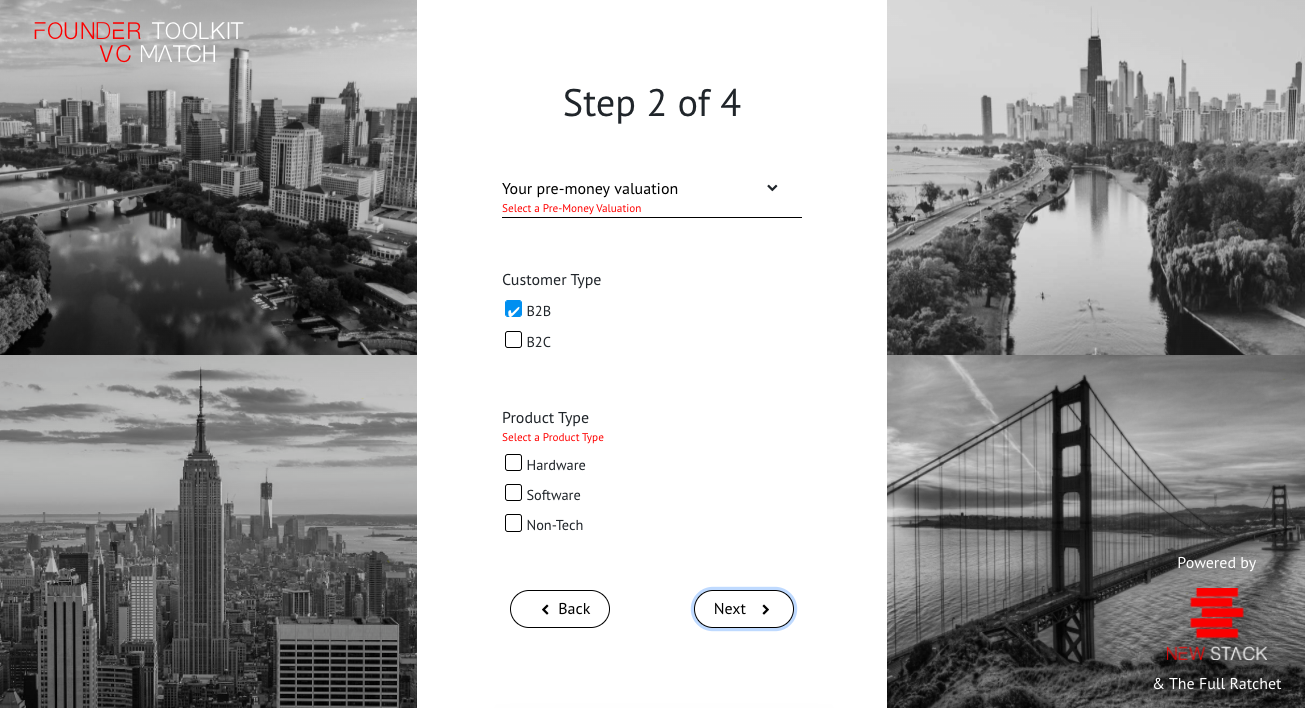 FOUNDER TOOLKIT
VC MATCH
Step 2 of 4
Your pre-money valuation
Select a Pre-Money Valuation
Customer Type
B2B
B2C
Product Type
Select a Product Type
Hardware
Software
Non-Tech
Back
Next
Powered by
NEW STACK
& The Full Ratchet